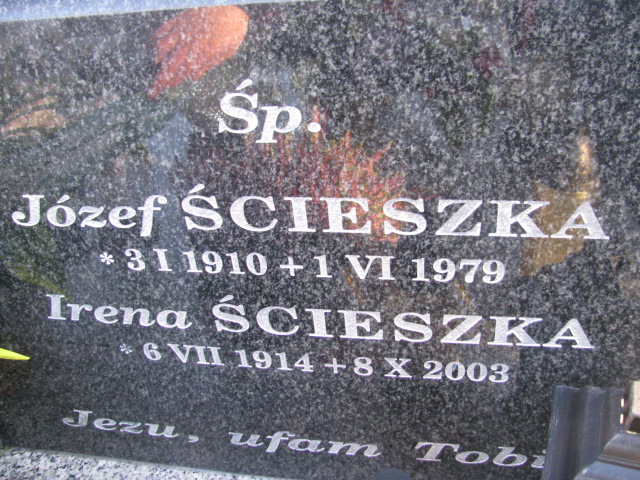 Śp.
Józef ŚCIESZKA
* 3 I 1910 + 1 VI 1979
Irena ŚCIESZKA
* 6 VII 1914 + 8 X 2003
Jezu, ufam